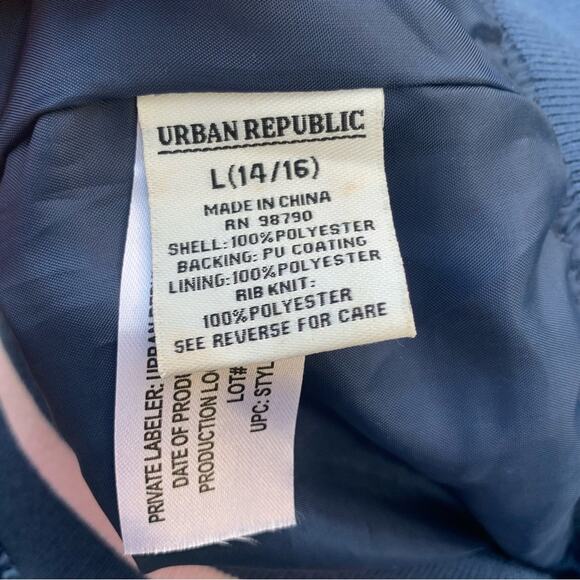 URBAN REPUBLIC
L(14/16)
MADE IN CHINA
RN 98790
SHELL: 100%POLYESTER
BACKING: PU COATING
LINING: 100%POLYESTER
RIB KNIT:
100%POLYESTER
SEE REVERSE FOR CARE
PRIVATE LABELER: URBAN
DATE OF
PRODUCTION
LOT#
UPC: